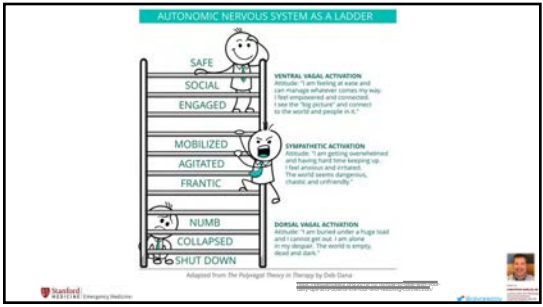 AUTONOMIC NERVOUS SYSTEM AS A LADDER
SAFE
SOCIAL
ENGAGED
VENTRAL VAGAL ACTIVATION
Attitude: "I am feeling at ease and
can manage whatever comes my way.
I feel empowered and connected.
I see the "big picture" and connect
to the world and people in it."
MOBILIZED
AGITATED
FRANTIC
SYMPATHETIC ACTIVATION
Attitude: "I am getting overwhelmed
and having hard time keeping up.
I feel anxious and irritated.
The world seems dangerous,
chaotic and unfriendly."
NUMB
COLLAPSED
SHUT DOWN
DORSAL VAGAL ACTIVATION
Attitude: "I am buried under a huge load
and I cannot get out. I am alone
in my despair. The world is empty,
dead and dark."
Adapted from The Polyvagal Theory in Therapy by Deb Dana
Stanford
MEDICINE | Emergency Medicine